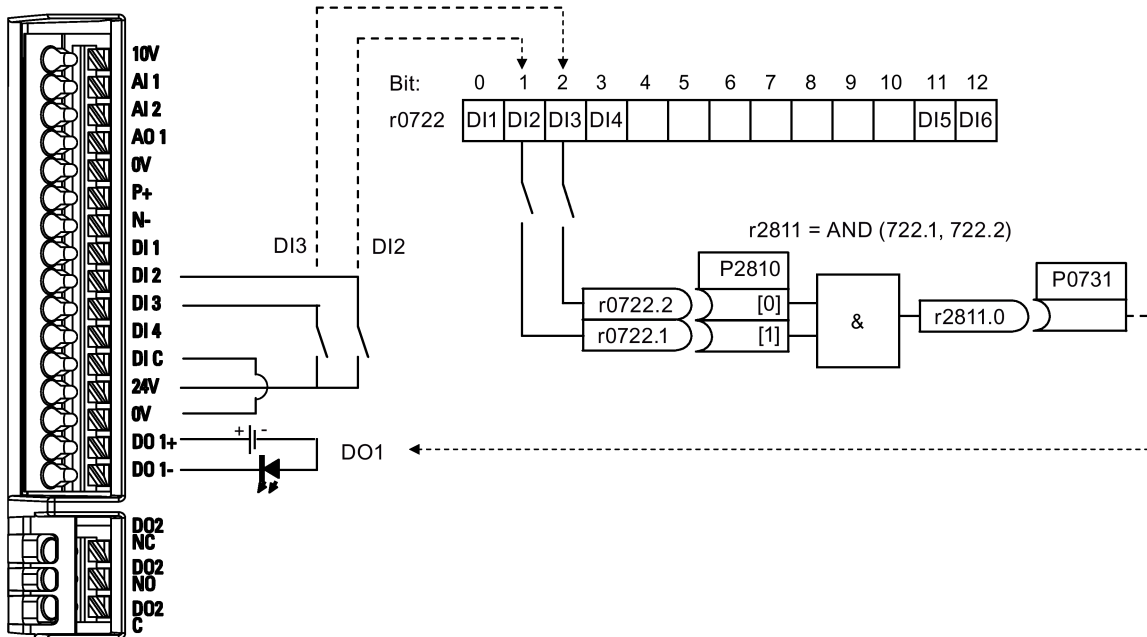 10V
AI 1
AI 2
AO 1
0V
P+
N-
DI 1
DI 2
DI 3
DI 4
DI C
24V
0V
DO 1+
DO 1-
DO2
NC
DO2
NO
DO2
C
DI3 DI2
+ -
DO1
Bit: 0 1 2 3 4 5 6 7 8 9 10 11 12
r0722 DI1 DI2 DI3 DI4 DI5 DI6
r2811 = AND (722.1, 722.2)
P2810
r0722.2 [0]
r0722.1 [1]
&
r2811.0
P0731